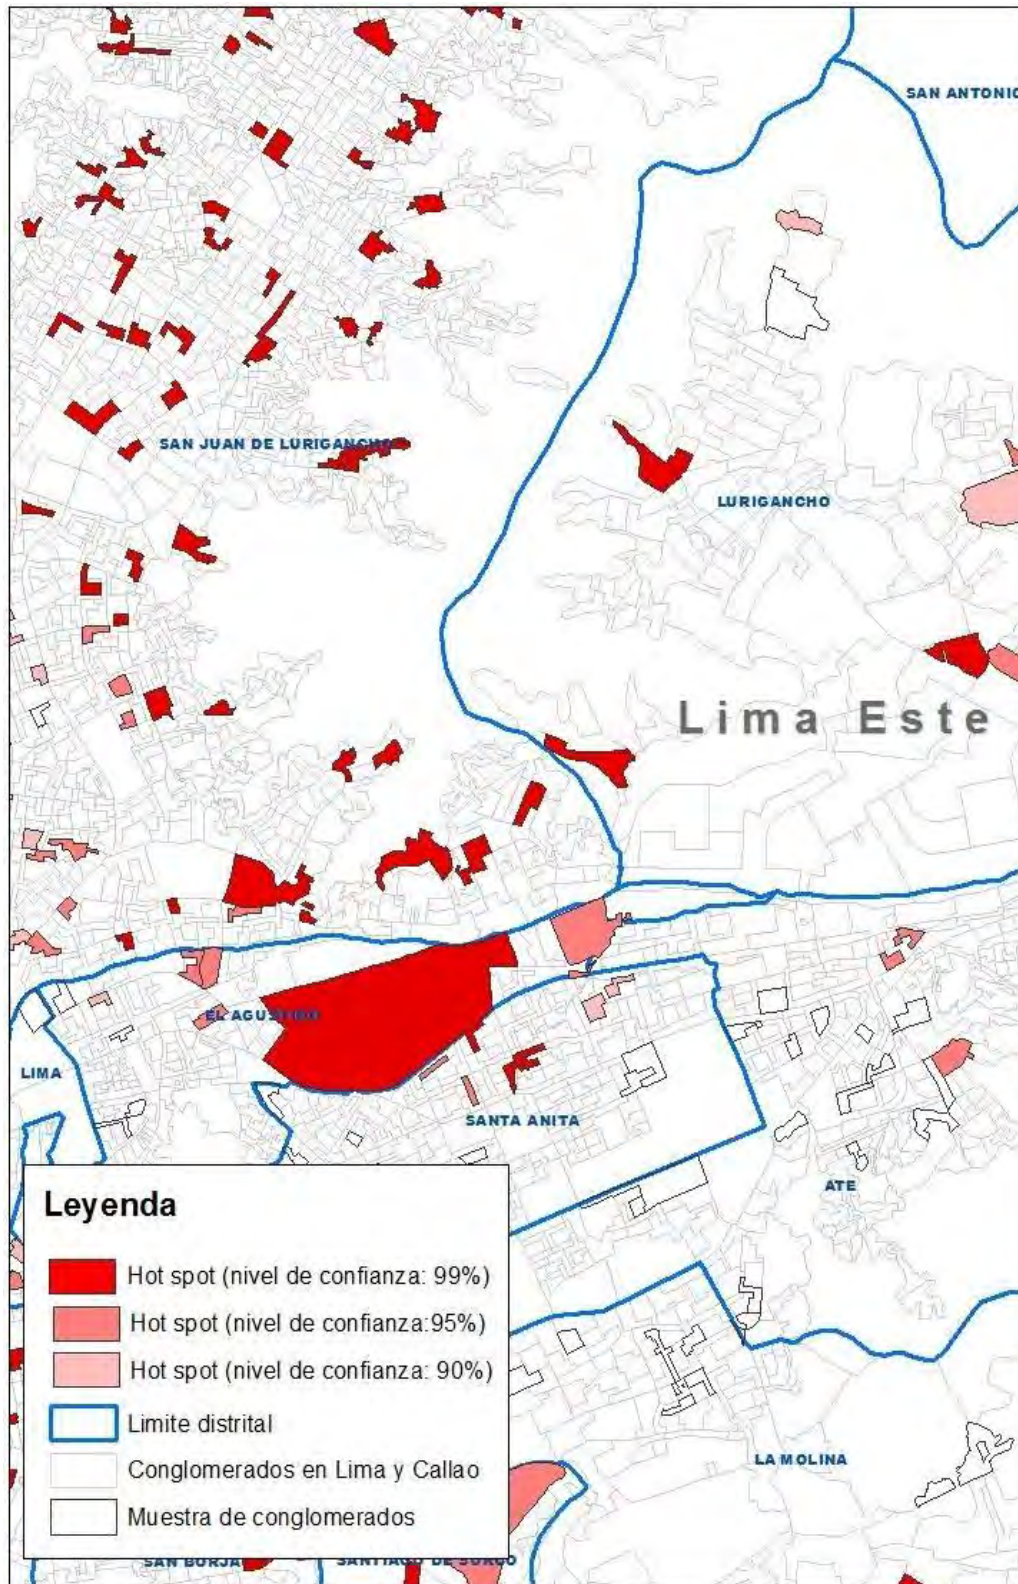 SAN ANTONIO
SAN JUAN DE LURIGANCHO
LURIGANCHO
Lima Este
EL AGUSTINO
LIMA
SANTA ANITA
ATE
Leyenda
Hot spot (nivel de confianza: 99%)
Hot spot (nivel de confianza:95%)
Hot spot (nivel de confianza: 90%)
Limite distrital
Conglomerados en Lima y Callao
Muestra de conglomerados
LA MOLINA
SAN BORJA
SANTIAGO DE SURCO